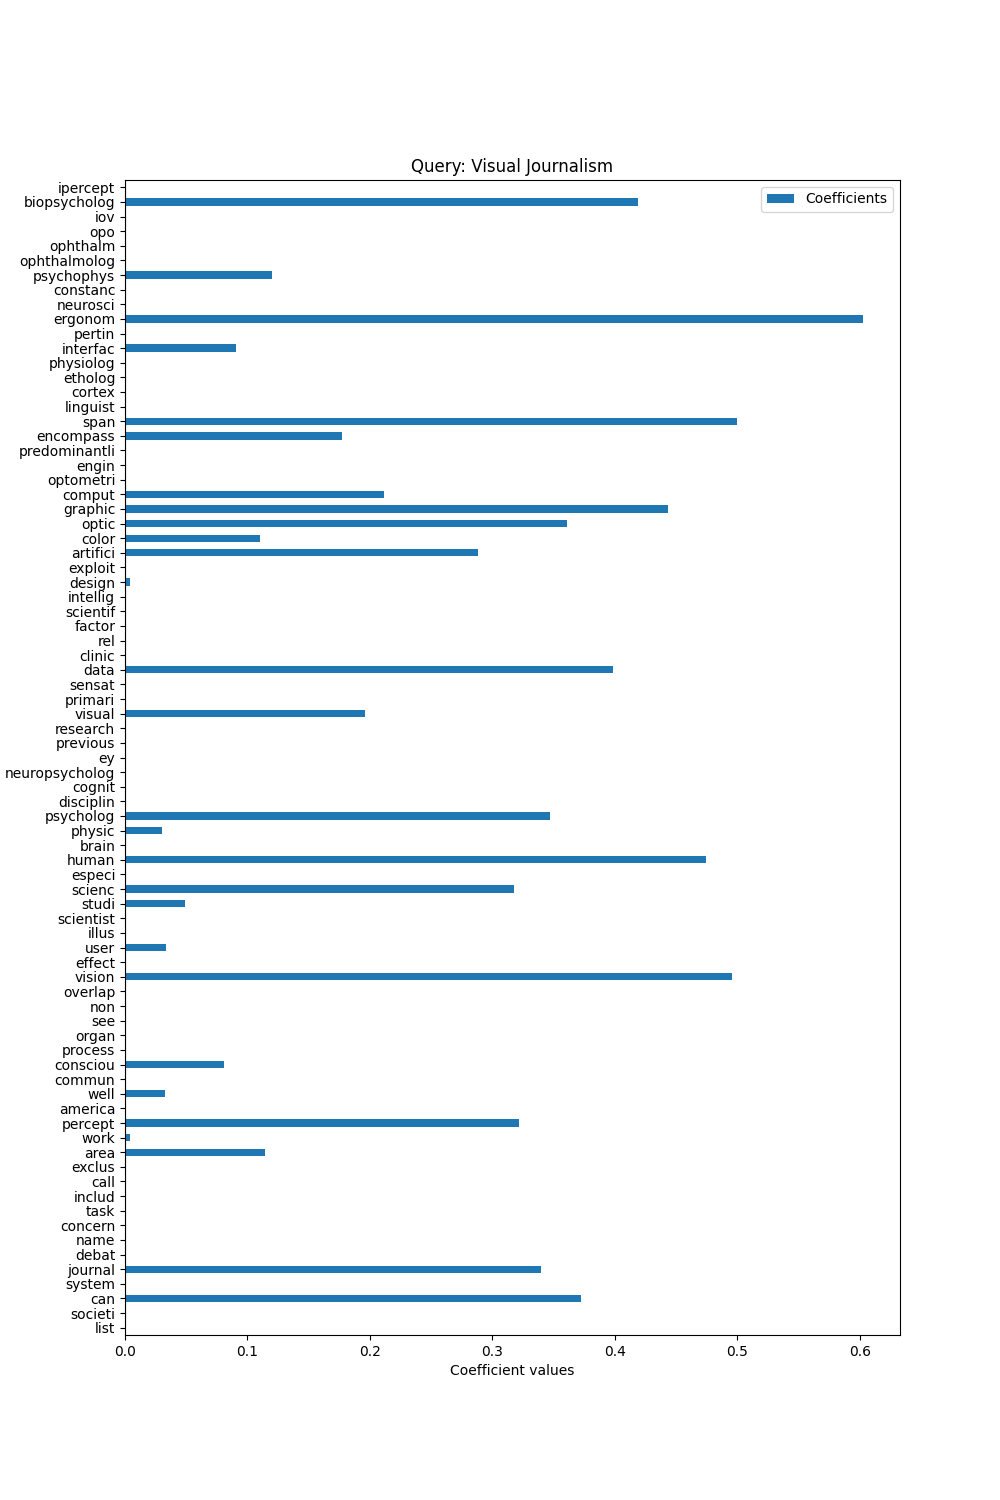 Query: Visual Journalism
Coefficients
ipercept
biopsycholog
iov
opo
ophthalm
ophthalmolog
psychophys
constanc
neurosci
ergonom
pertin
interfac
physiolog
etholog
cortex
linguist
span
encompass
predominantli
engin
optometri
comput
graphic
optic
color
artifici
exploit
design
intellig
scientif
factor
rel
clinic
data
sensat
primari
visual
research
previous
ey
neuropsycholog
cognit
disciplin
psycholog
physic
brain
human
especi
scienc
studi
scientist
illus
user
effect
vision
overlap
non
see
organ
process
consciou
commun
well
america
percept
work
area
exclus
call
includ
task
concern
name
debat
journal
system
can
societi
list
0.0 0.1 0.2 0.3 0.4 0.5 0.6
Coefficient values